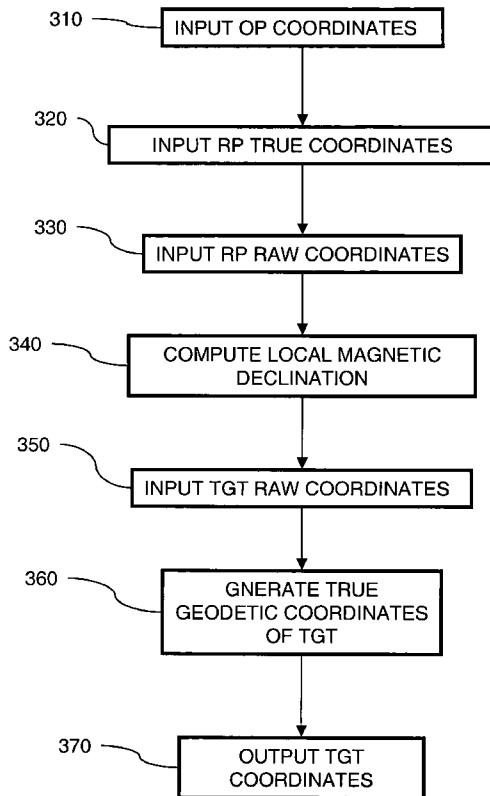 310
INPUT OP COORDINATES
320
INPUT RP TRUE COORDINATES
330
INPUT RP RAW COORDINATES
340
COMPUTE LOCAL MAGNETIC
DECLINATION
350
INPUT TGT RAW COORDINATES
360
GNERATE TRUE
GEODETIC COORDINATES
OF TGT
370
OUTPUT TGT
COORDINATES